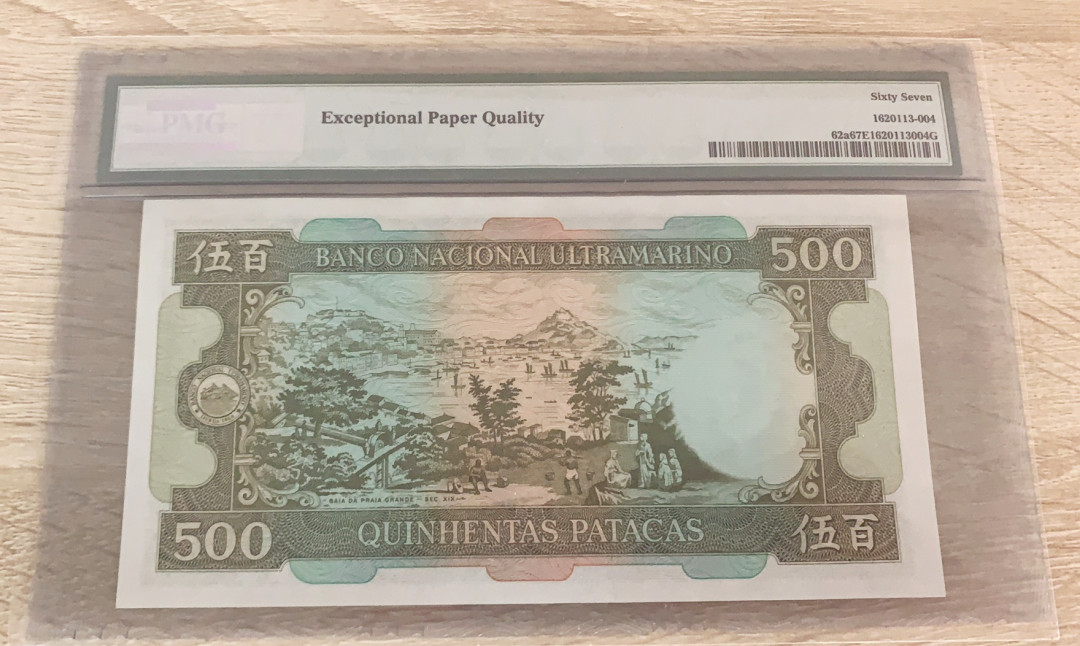 PMG
Exceptional Paper Quality
Sixty Seven
1620113-004
62a67E1620113004G
伍百
BANCO NACIONAL ULTRAMARINO
500
BAÍA DA PRAIA GRANDE - SEC. XIX
500
QUINHENTAS PATACAS
伍百